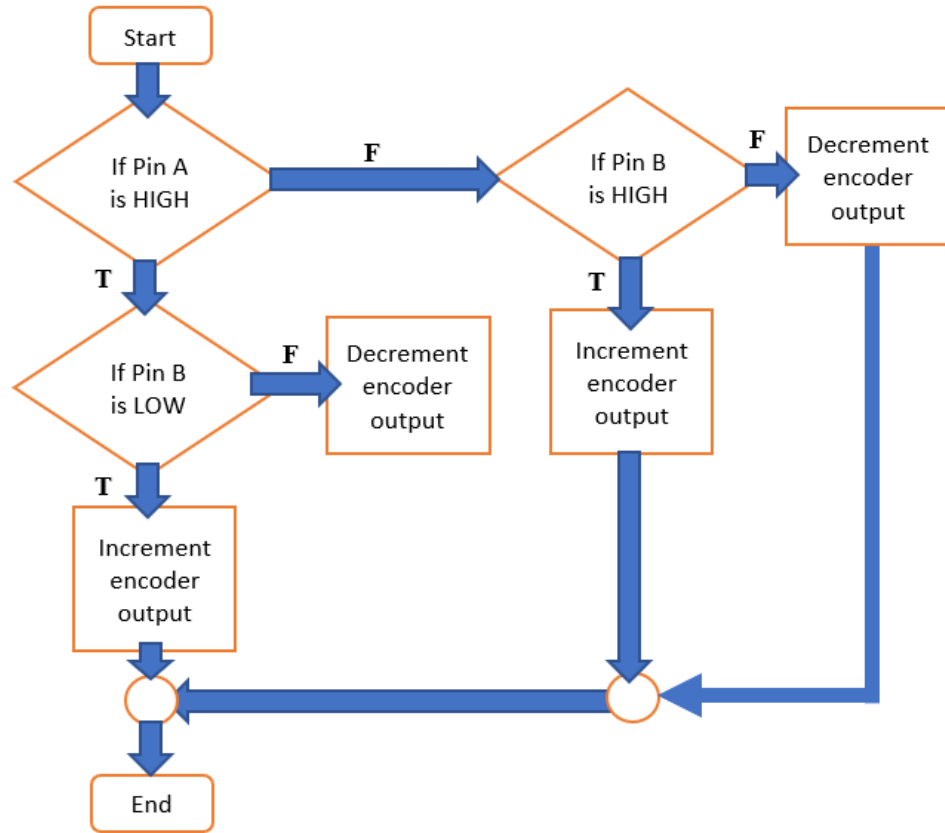 Start
If Pin A
is HIGH
F
If Pin B
is HIGH
F
Decrement
encoder
output
T
T
If Pin B
is LOW
F
Decrement
encoder
output
Increment
encoder
output
T
Increment
encoder
output
End